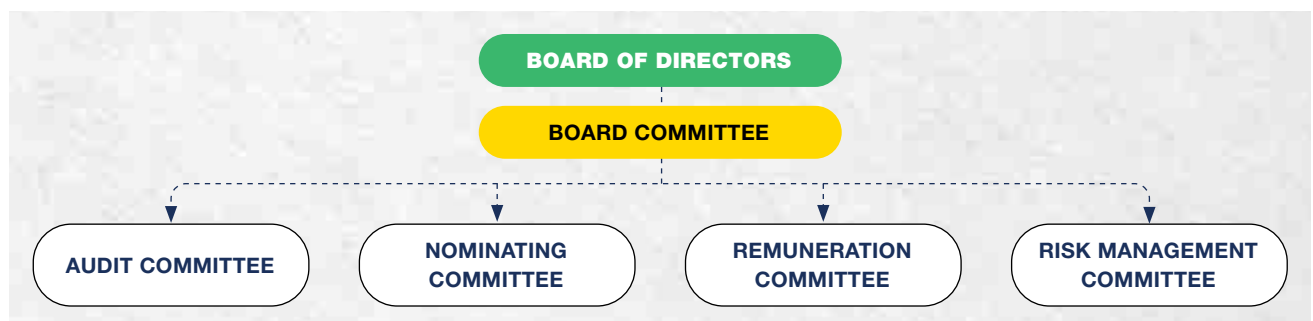 BOARD OF DIRECTORS
BOARD COMMITTEE
AUDIT COMMITTEE
NOMINATING
COMMITTEE
REMUNERATION
COMMITTEE
RISK MANAGEMENT
COMMITTEE